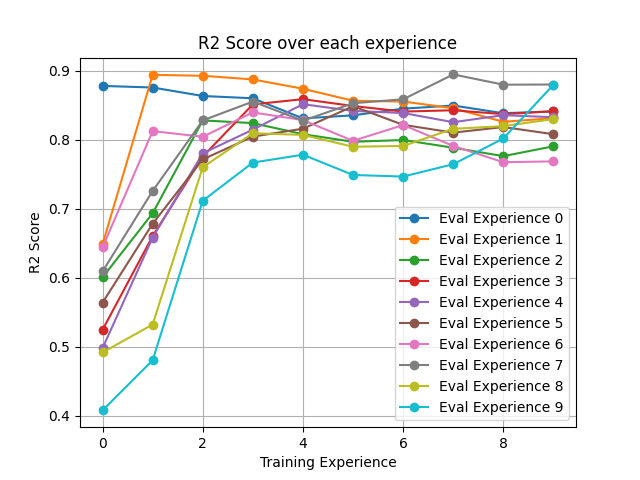 R2 Score over each experience
0.9
0.8
0.7
0.6
0.5
0.4
R2 Score
0
2
4
6
8
Training Experience
Eval Experience 0
Eval Experience 1
Eval Experience 2
Eval Experience 3
Eval Experience 4
Eval Experience 5
Eval Experience 6
Eval Experience 7
Eval Experience 8
Eval Experience 9